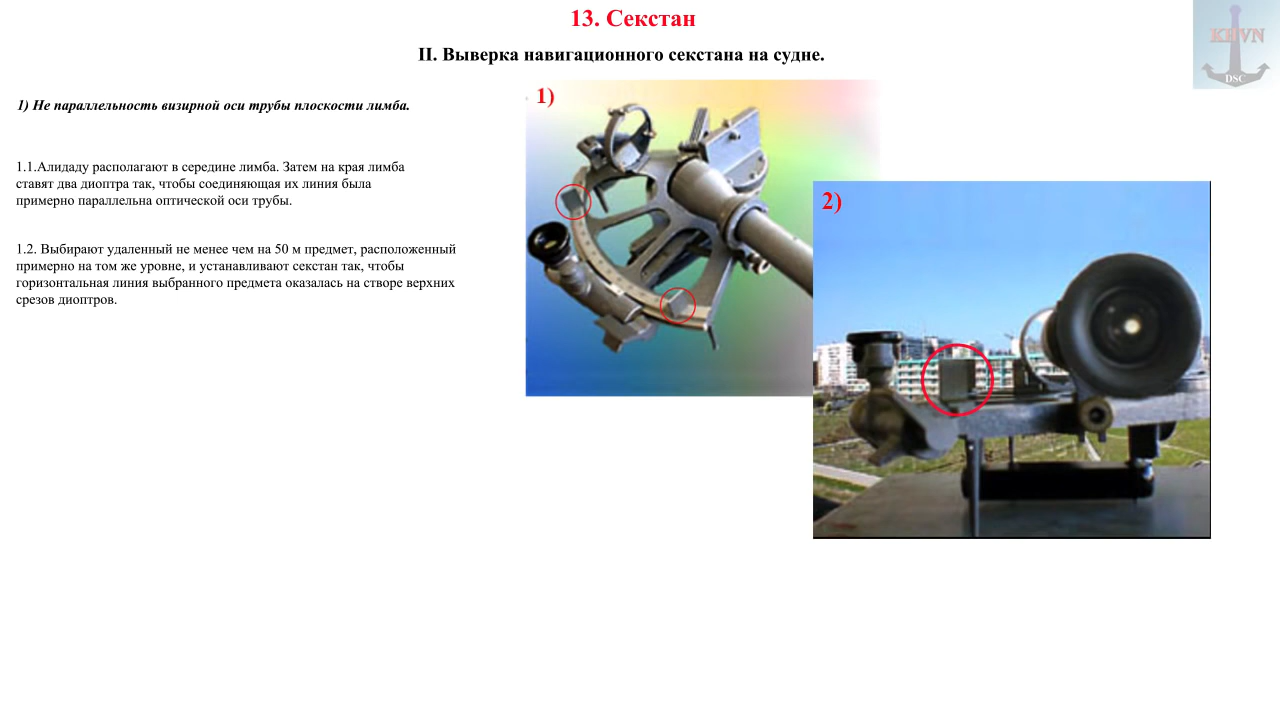 13. Секстан
II. Выверка навигационного секстана на судне.
KIIVN
DSC
1) Не параллельность визирной оси трубы плоскости лимба.
1.1.Алидаду располагают в середине лимба. Затем на края лимба
ставят два диоптра так, чтобы соединяющая их линия была
примерно параллельна оптической оси трубы.
1.2. Выбирают удаленный не менее чем на 50 м предмет, расположенный
примерно на том же уровне, и устанавливают секстан так, чтобы
горизонтальная линия выбранного предмета оказалась на створе верхних
срезов диоптров.
1)
2)